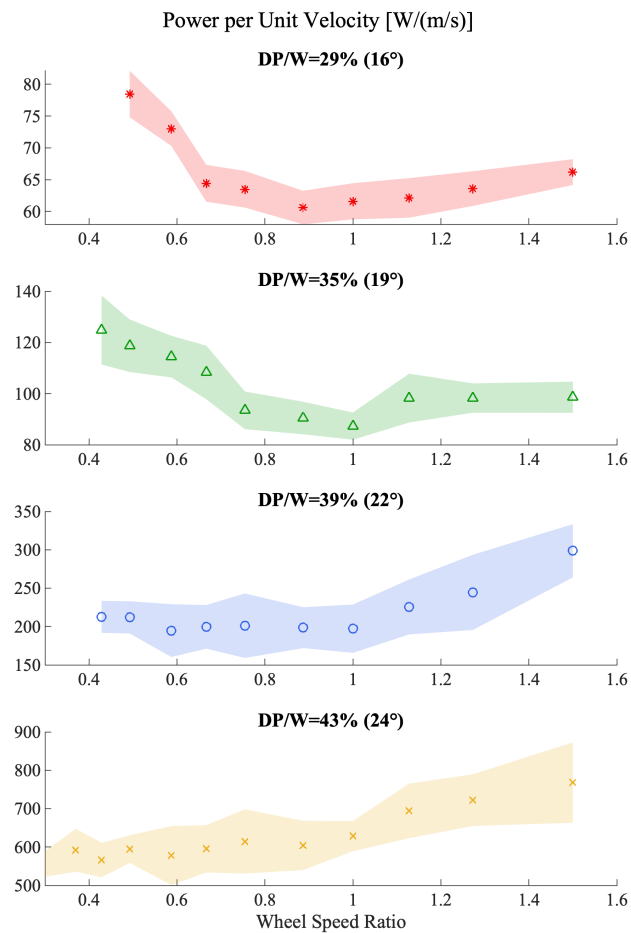 Power per Unit Velocity [W/(m/s)]
DP/W=29% (16°)
80
75
70
65
60
0.4 0.6 0.8 1 1.2 1.4 1.6
DP/W=35% (19°)
140
120
100
80
0.4 0.6 0.8 1 1.2 1.4 1.6
DP/W=39% (22°)
350
300
250
200
150
0.4 0.6 0.8 1 1.2 1.4 1.6
DP/W=43% (24°)
900
800
700
600
500
0.4 0.6 0.8 1 1.2 1.4 1.6
Wheel Speed Ratio